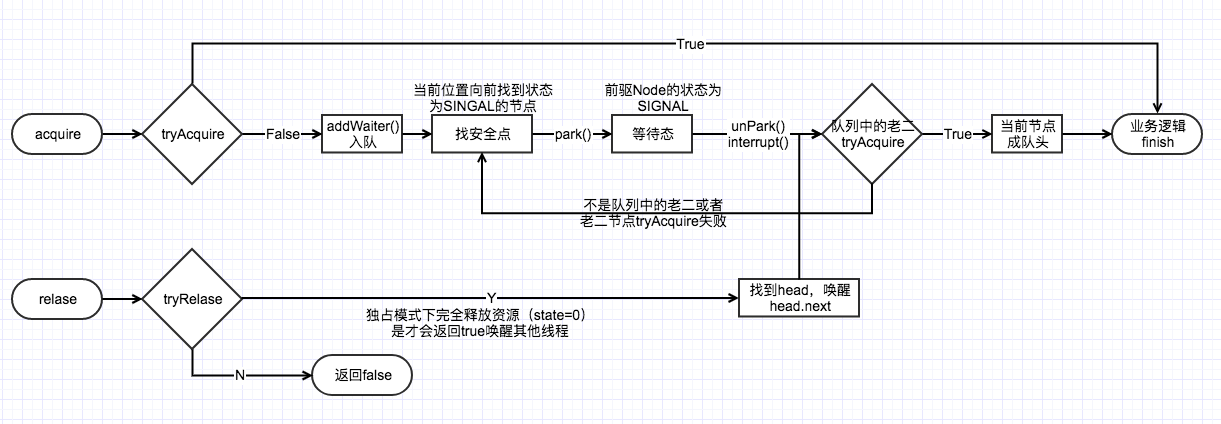 True
acquire
tryAcquire
False
addWaiter()
入队
当前位置向前找到状态
为SINGAL的节点
找安全点
park()
前驱Node的状态为
SIGNAL
等待态
unPark()
interrupt()
队列中的老二
tryAcquire
True
当前节点
成队头
业务逻辑
finish
不是队列中的老二或者
老二节点tryAcquire失败
relase
tryRelase
Y
独占模式下完全释放资源（state=0）
是才会返回true唤醒其他线程
找到head，唤醒
head.next
N
返回false